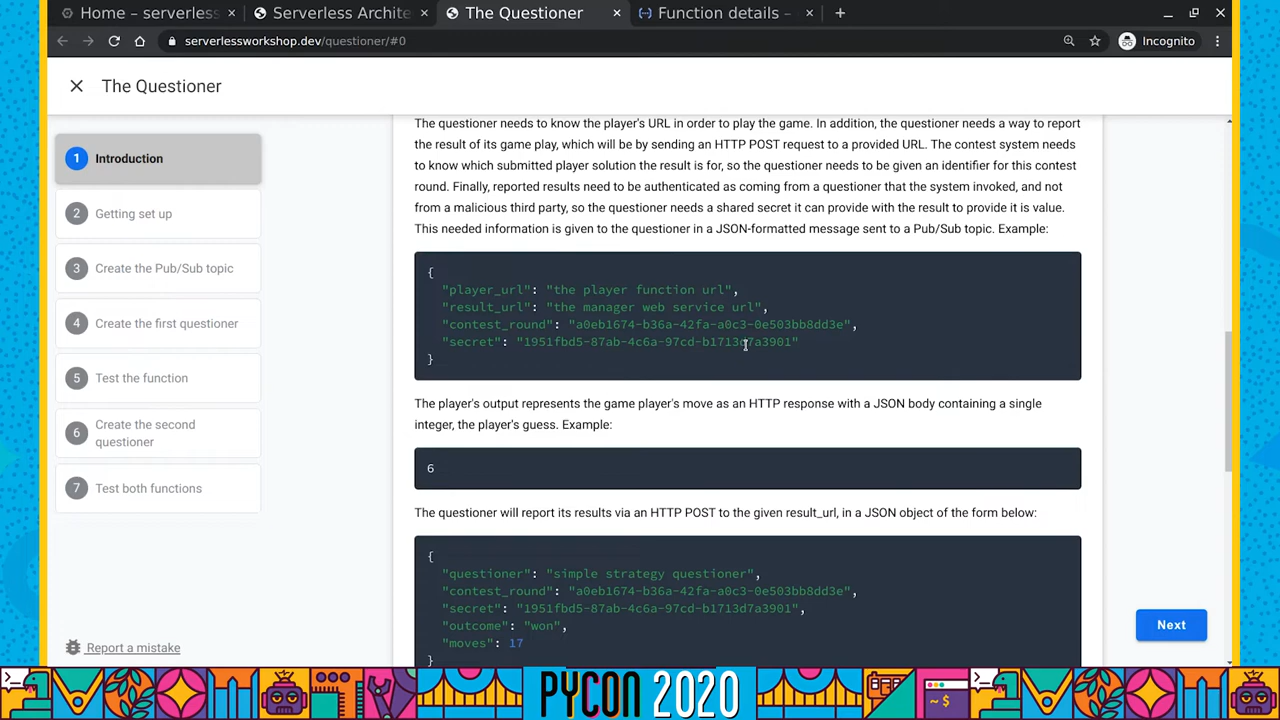 Home – serverless
Serverless Archite
The Questioner
Function details –
serverlessworkshop.dev/questioner/#0
Incognito
The Questioner
1 Introduction
2 Getting set up
3 Create the Pub/Sub topic
4 Create the first questioner
5 Test the function
6 Create the second
questioner
7 Test both functions
Report a mistake
The questioner needs to know the player's URL in order to play the game. In addition, the questioner needs a way to report
the result of its game play, which will be by sending an HTTP POST request to a provided URL. The contest system needs
to know which submitted player solution the result is for, so the questioner needs to be given an identifier for this contest
round. Finally, reported results need to be authenticated as coming from a questioner that the system invoked, and not
from a malicious third party, so the questioner needs a shared secret it can provide with the result to provide it is value.
This needed information is given to the questioner in a JSON-formatted message sent to a Pub/Sub topic. Example:
{
"player_url": "the player function url",
"result_url": "the manager web service url",
"contest_round": "a0eb1674-b36a-42fa-a0c3-0e503bb8dd3e",
"secret": "1951fbd5-87ab-4c6a-97cd-b1713d7a3901"
}
The player's output represents the game player's move as an HTTP response with a JSON body containing a single
integer, the player's guess. Example:
6
The questioner will report its results via an HTTP POST to the given result_url, in a JSON object of the form below:
{
"questioner": "simple strategy questioner",
"contest_round": "a0eb1674-b36a-42fa-a0c3-0e503bb8dd3e",
"secret": "1951fbd5-87ab-4c6a-97cd-b1713d7a3901",
"outcome": "won",
"moves": 17
}
Next
PYCON 2020
~ $